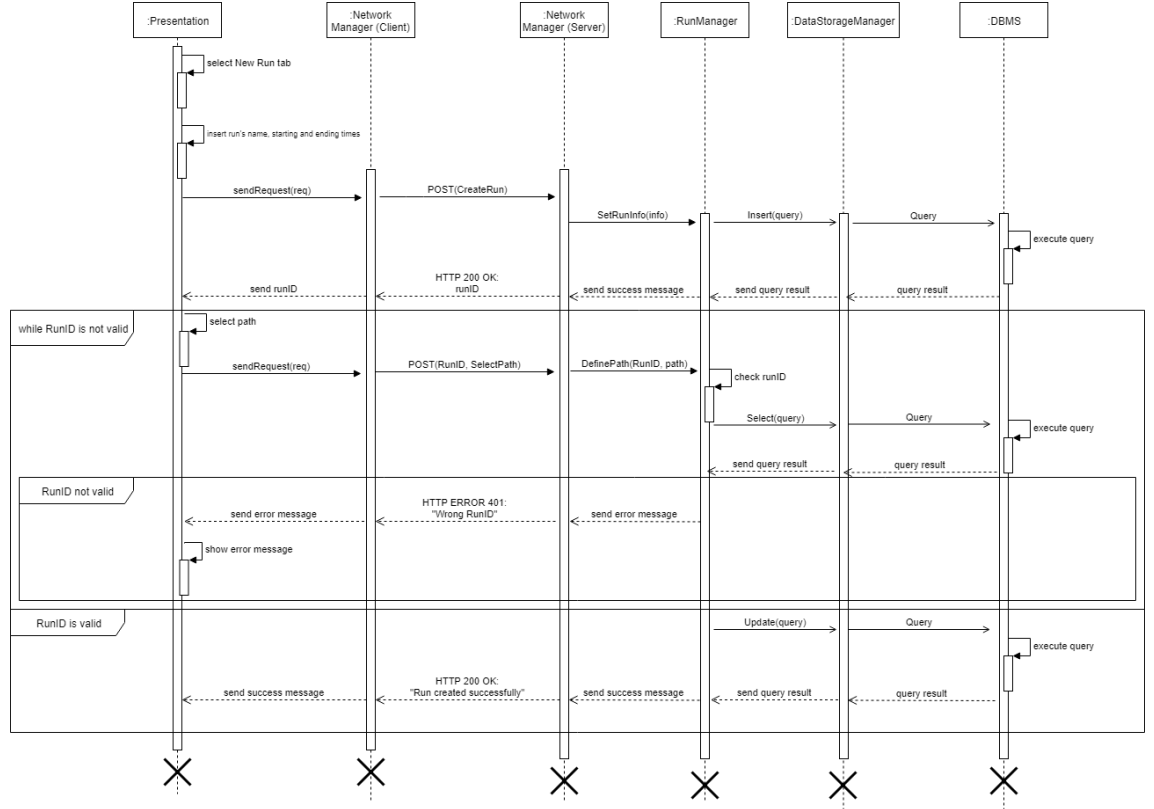 :Presentation
:Network
Manager (Client)
:Network
Manager (Server)
:RunManager
:DataStorageManager
:DBMS
select New Run tab
insert run's name, starting and ending times
sendRequest(req)
POST(CreateRun)
SetRunInfo(info)
Insert(query)
Query
execute query
send runID
HTTP 200 OK:
runID
send success message
send query result
query result
while RunID is not valid
select path
sendRequest(req)
POST(RunID, SelectPath)
DefinePath(RunID, path)
check runID
Select(query)
Query
execute query
send query result
query result
RunID not valid
send error message
HTTP ERROR 401:
"Wrong RunID"
send error message
show error message
RunID is valid
Update(query)
Query
execute query
send success message
HTTP 200 OK:
"Run created successfully"
send success message
send query result
query result